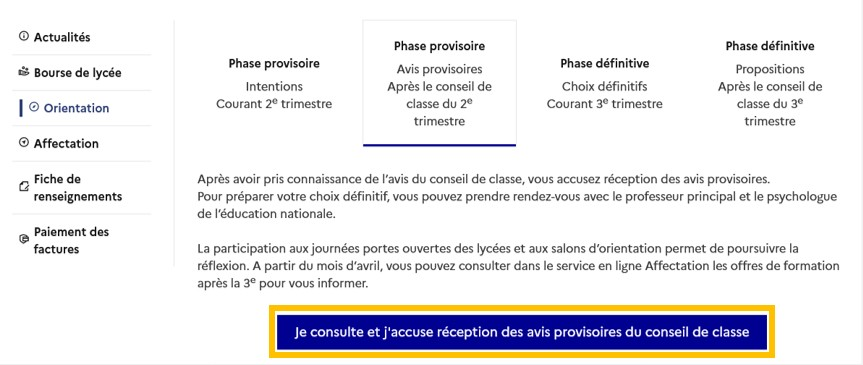 Actualités
Bourse de lycée
Orientation
Affectation
Fiche de
renseignements
Paiement des
factures
Phase provisoire
Intentions
Courant 2e trimestre
Phase provisoire
Avis provisoires
Après le conseil de
classe du 2e
trimestre
Phase définitive
Choix définitifs
Courant 3e trimestre
Phase définitive
Propositions
Après le conseil de
classe du 3e
trimestre
Après avoir pris connaissance de l’avis du conseil de classe, vous accusez réception des avis provisoires.
Pour préparer votre choix définitif, vous pouvez prendre rendez-vous avec le professeur principal et le psychologue
de l’éducation nationale.
La participation aux journées portes ouvertes des lycées et aux salons d’orientation permet de poursuivre la
réflexion. A partir du mois d’avril, vous pouvez consulter dans le service en ligne Affectation les offres de formation
après la 3e pour vous informer.
Je consulte et j'accuse réception des avis provisoires du conseil de classe